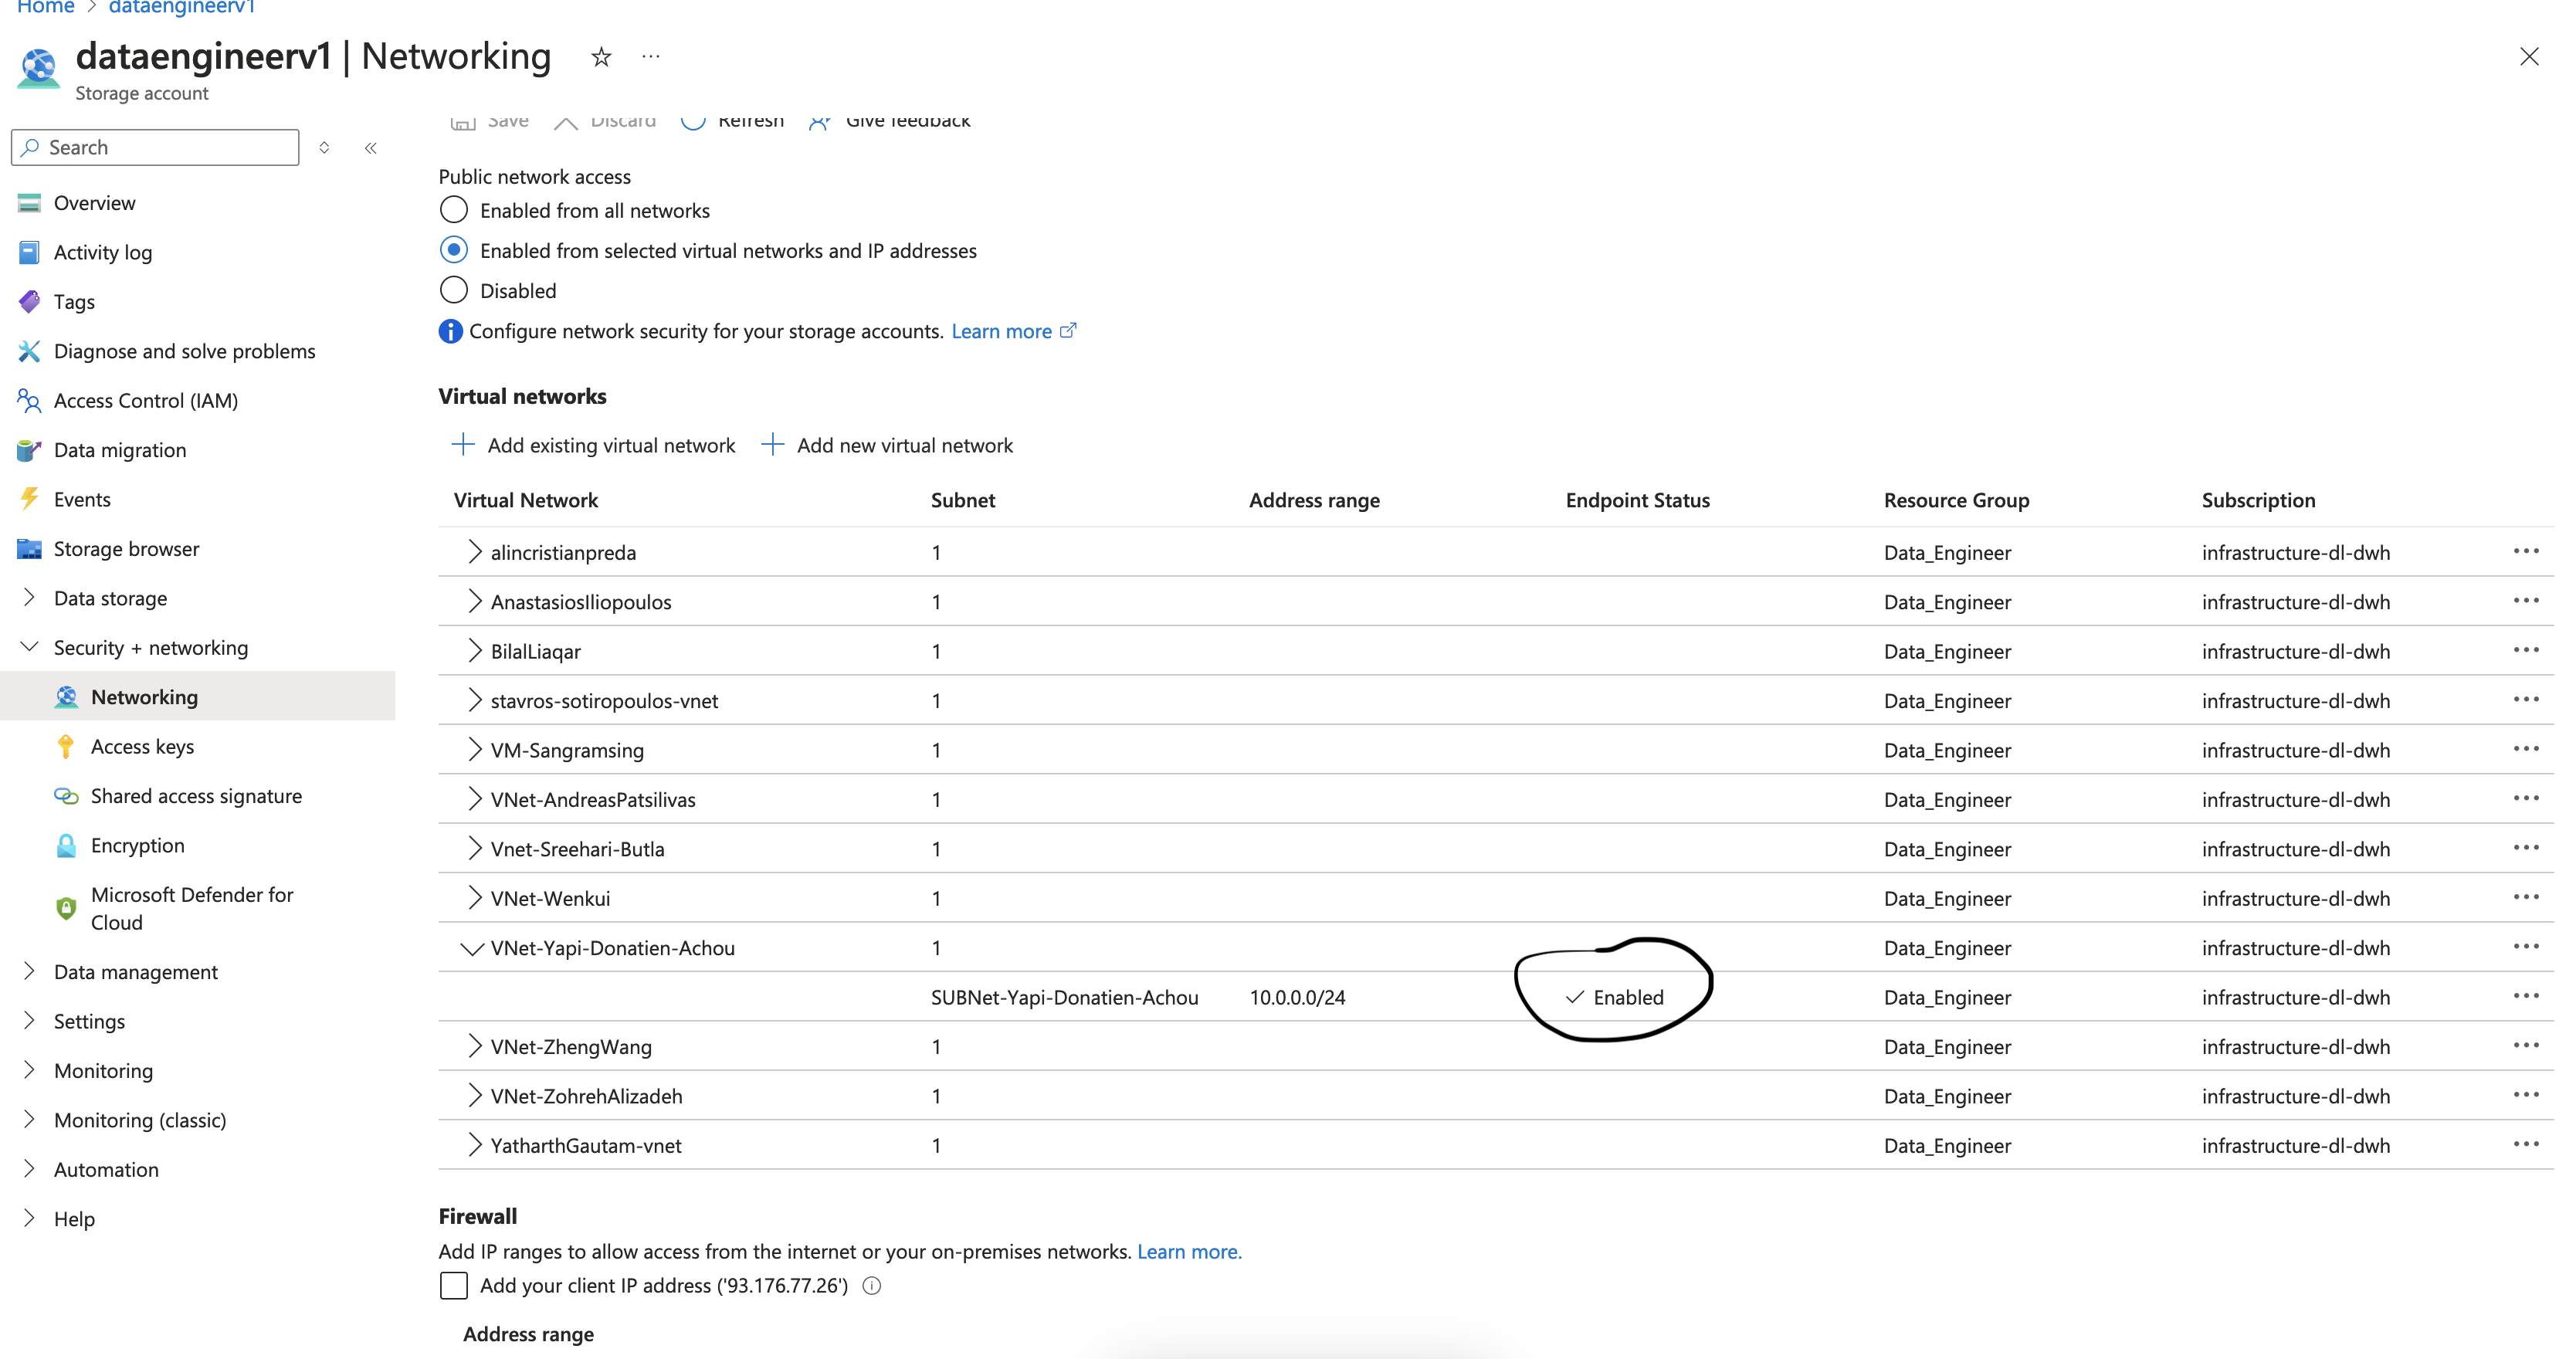 Home > dataengineerv1
dataengineerv1 | Networking
Storage account
Search
Overview
Activity log
Tags
Diagnose and solve problems
Access Control (IAM)
Data migration
Events
Storage browser
Data storage
Security + networking
Networking
Access keys
Shared access signature
Encryption
Microsoft Defender for
Cloud
Data management
Settings
Monitoring
Monitoring (classic)
Automation
Help
Save Discard Refresh Give feedback
Public network access
Enabled from all networks
Enabled from selected virtual networks and IP addresses
Disabled
Configure network security for your storage accounts. Learn more
Virtual networks
Add existing virtual network Add new virtual network
Virtual Network Subnet Address range Endpoint Status Resource Group Subscription
alincristianpreda 1 Data_Engineer infrastructure-dl-dwh
AnastasiosIliopoulos 1 Data_Engineer infrastructure-dl-dwh
BilalLiaqar 1 Data_Engineer infrastructure-dl-dwh
stavros-sotiropoulos-vnet 1 Data_Engineer infrastructure-dl-dwh
VM-Sangramsing 1 Data_Engineer infrastructure-dl-dwh
VNet-AndreasPatsilivas 1 Data_Engineer infrastructure-dl-dwh
Vnet-Sreehari-Butla 1 Data_Engineer infrastructure-dl-dwh
VNet-Wenkui 1 Data_Engineer infrastructure-dl-dwh
VNet-Yapi-Donatien-Achou 1 Data_Engineer infrastructure-dl-dwh
SUBNet-Yapi-Donatien-Achou 10.0.0.0/24 Enabled Data_Engineer infrastructure-dl-dwh
VNet-ZhengWang 1 Data_Engineer infrastructure-dl-dwh
VNet-ZohrehAlizadeh 1 Data_Engineer infrastructure-dl-dwh
YatharthGautam-vnet 1 Data_Engineer infrastructure-dl-dwh
Firewall
Add IP ranges to allow access from the internet or your on-premises networks. Learn more.
Add your client IP address ('93.176.77.26')
Address range